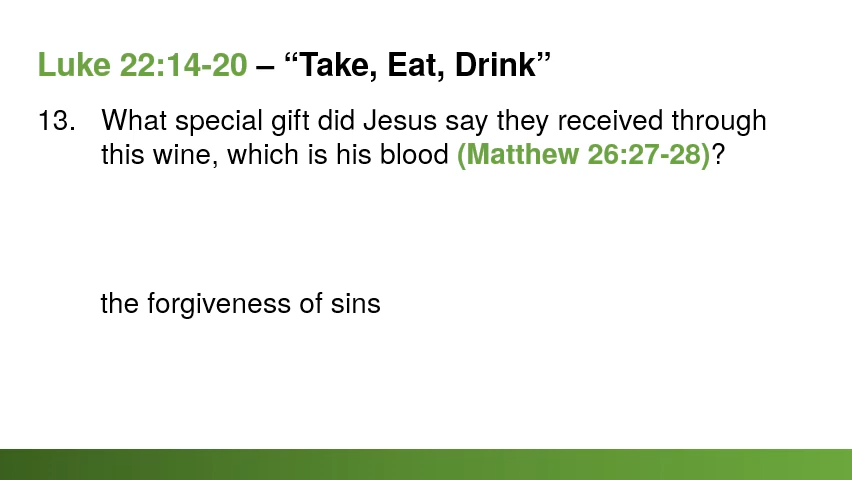 Luke 22:14-20 – “Take, Eat, Drink”
13. What special gift did Jesus say they received through
this wine, which is his blood (Matthew 26:27-28)?
the forgiveness of sins